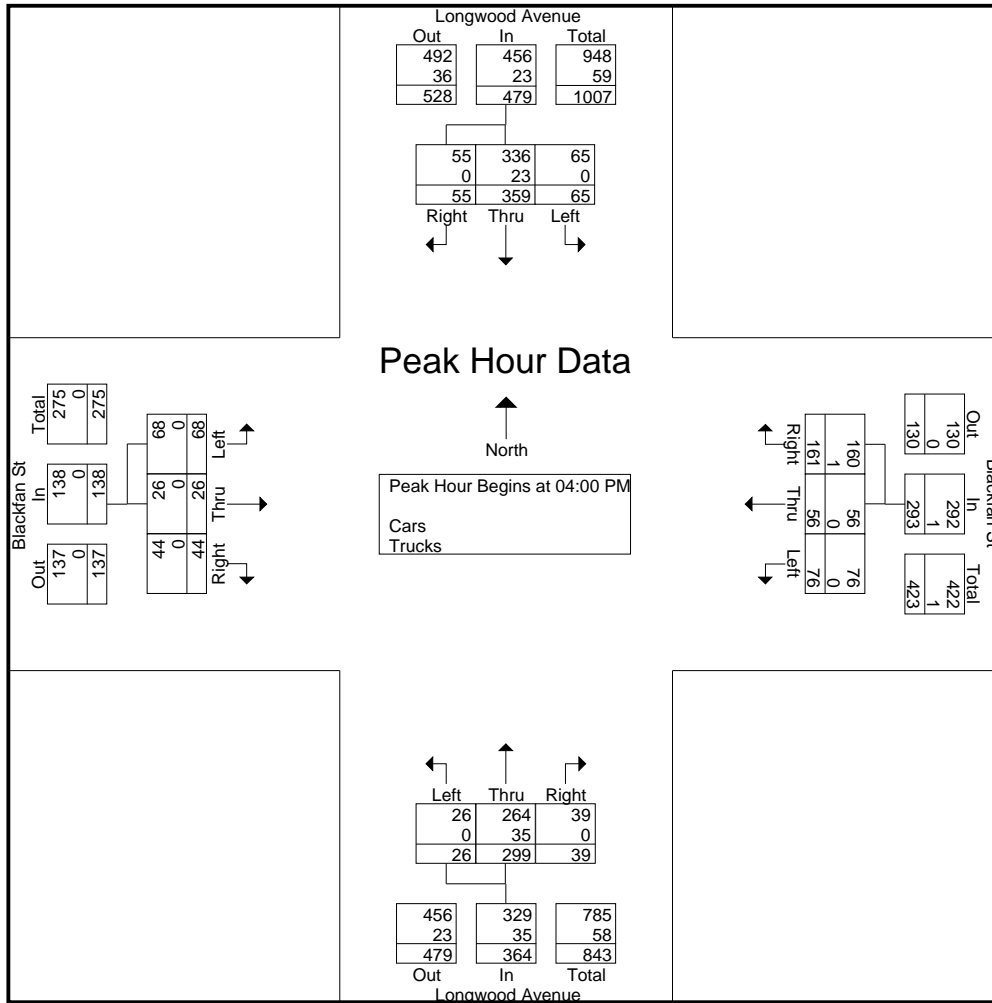 Longwood Avenue
Out In Total
492 456 948
36 23 59
528 479 1007
55 336 65
0 23 0
55 359 65
Right Thru Left
Peak Hour Data
North
Peak Hour Begins at 04:00 PM
Cars
Trucks
Blackfan St
Total In Out
275 138 137
0 0 0
275 138 137
68 26 44
0 0 0
68 26 44
Left Thru Right
Blackfan St
Out In Total
130 292 422
0 1 1
130 293 423
160 56 76
1 0 0
161 56 76
Right Thru Left
Left Thru Right
26 264 39
0 35 0
26 299 39
456 329 785
23 35 58
479 364 843
Out In Total
Longwood Avenue